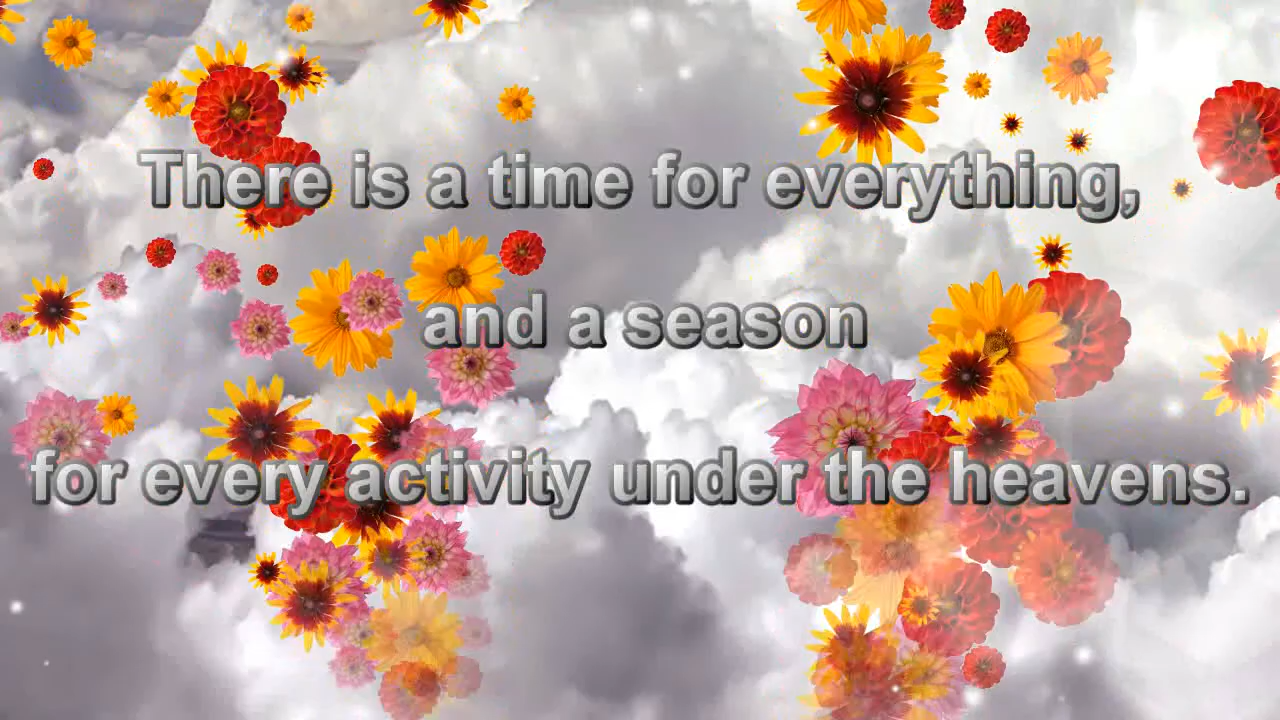 There is a time for everything,
and a season
for every activity under the heavens.